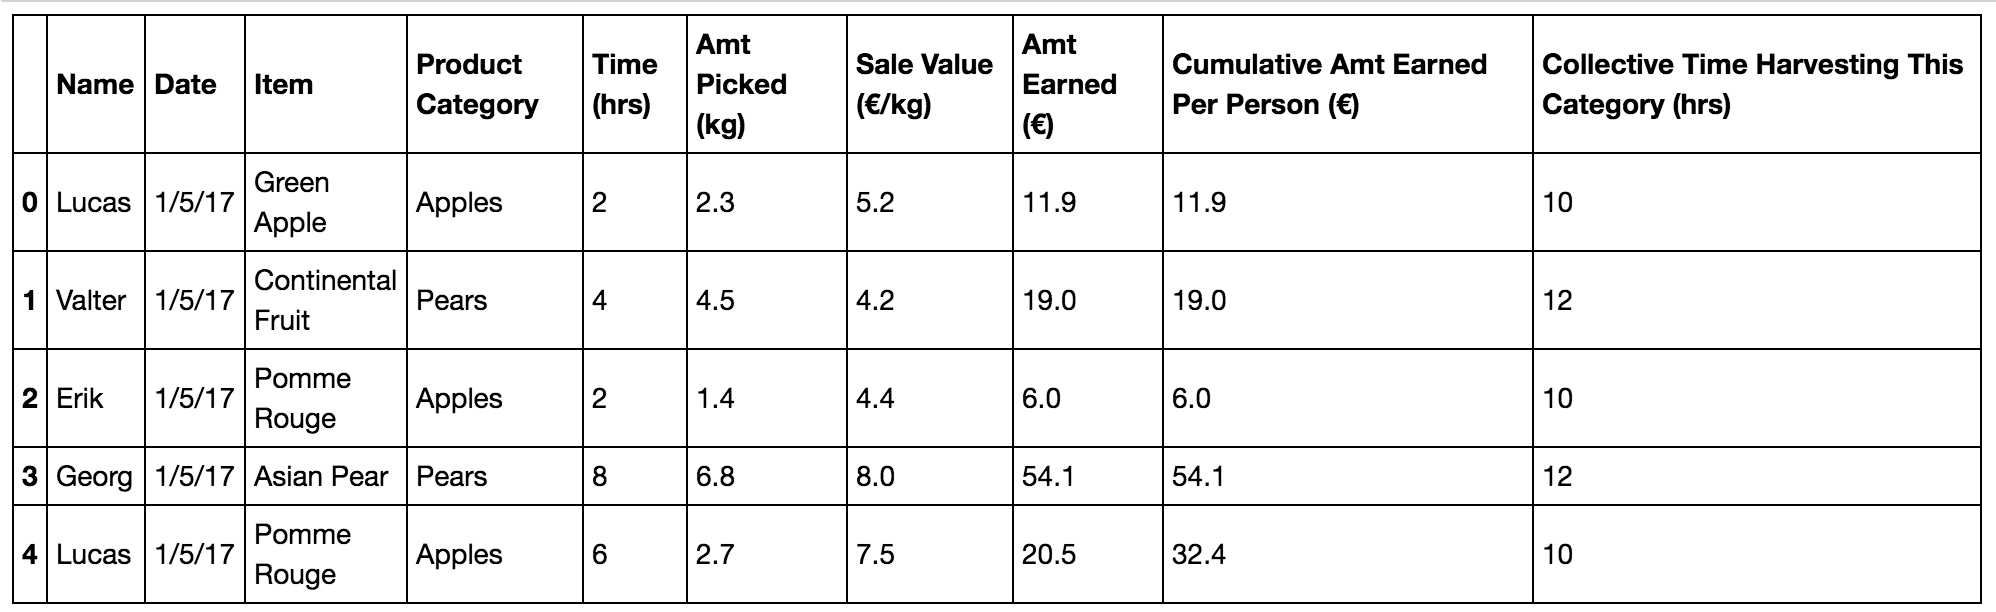 Name Date Item Product Category Time (hrs) Amt Picked (kg) Sale Value (€/kg) Amt Earned (€) Cumulative Amt Earned Per Person (€) Collective Time Harvesting This Category (hrs)
0 Lucas 1/5/17 Green Apple Apples 2 2.3 5.2 11.9 11.9 10
1 Valter 1/5/17 Continental Fruit Pears 4 4.5 4.2 19.0 19.0 12
2 Erik 1/5/17 Pomme Rouge Apples 2 1.4 4.4 6.0 6.0 10
3 Georg 1/5/17 Asian Pear Pears 8 6.8 8.0 54.1 54.1 12
4 Lucas 1/5/17 Pomme Rouge Apples 6 2.7 7.5 20.5 32.4 10